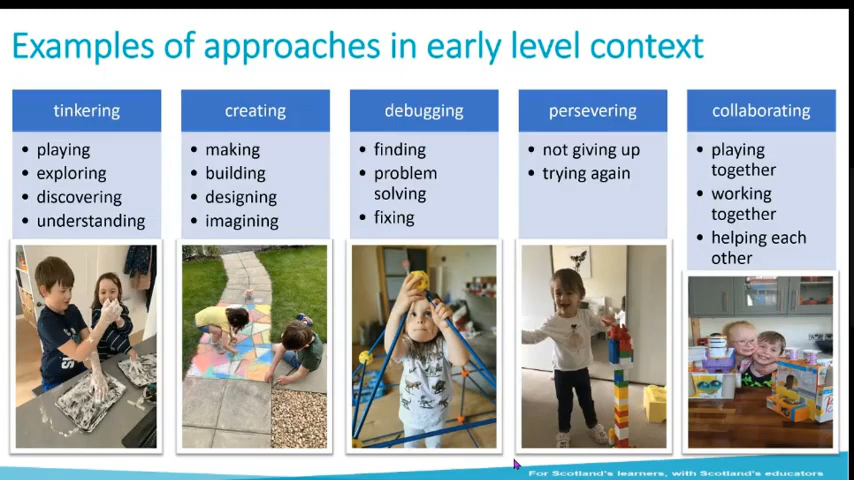 Examples of approaches in early level context
tinkering
• playing
• exploring
• discovering
• understanding
creating
• making
• building
• designing
• imagining
debugging
• finding
• problem
solving
• fixing
persevering
• not giving up
• trying again
collaborating
• playing
together
• working
together
• helping each
other
For Scotland's learners, with Scotland's educators